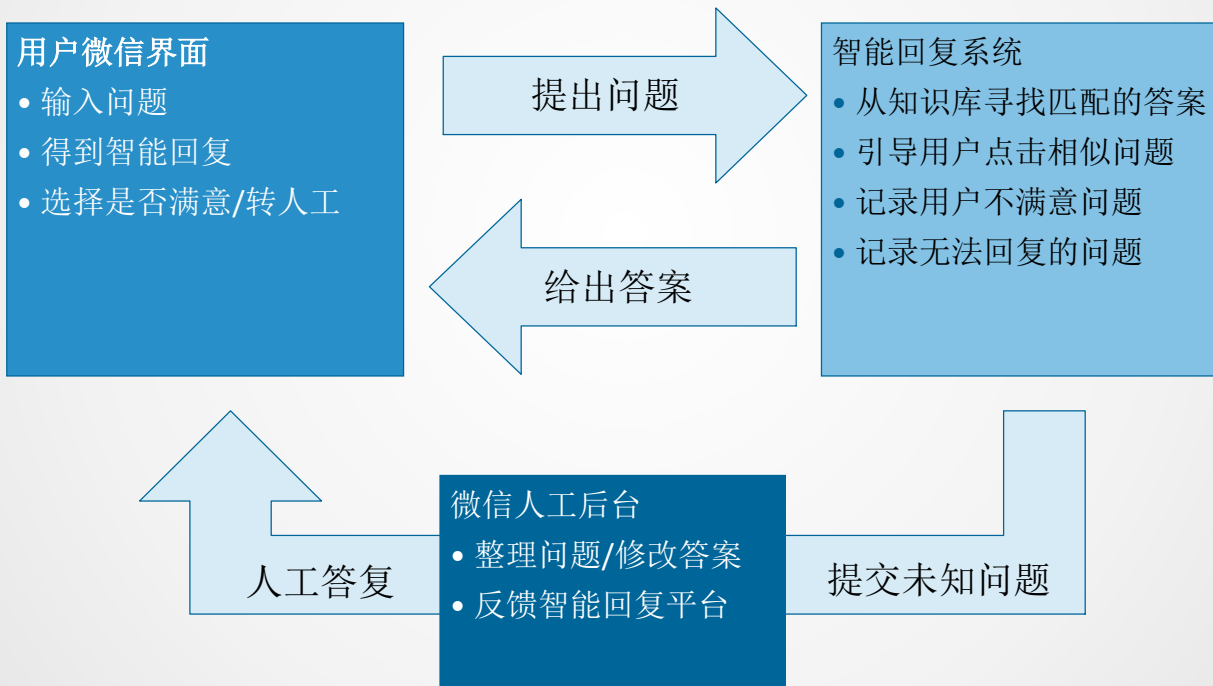 用户微信界面
• 输入问题
• 得到智能回复
• 选择是否满意/转人工
提出问题
给出答案
智能回复系统
• 从知识库寻找匹配的答案
• 引导用户点击相似问题
• 记录用户不满意问题
• 记录无法回复的问题
人工答复
微信人工后台
• 整理问题/修改答案
• 反馈智能回复平台
提交未知问题